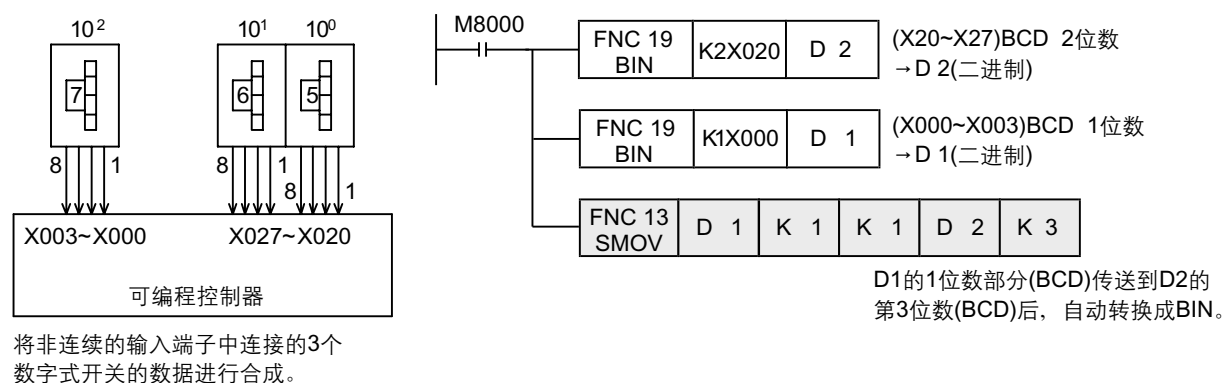 10²
10¹ 10⁰
7
6
5
8 1
8 1
8 1
X003~X000 X027~X020
可编程控制器
将非连续的输入端子中连接的3个
数字式开关的数据进行合成。
M8000
FNC 19
BIN
K2X020
D 2
(X20~X27)BCD 2位数
→D 2(二进制)
FNC 19
BIN
K1X000
D 1
(X000~X003)BCD 1位数
→D 1(二进制)
FNC 13
SMOV
D 1
K 1
K 1
D 2
K 3
D1的1位数部分(BCD)传送到D2的
第3位数(BCD)后，自动转换成BIN。